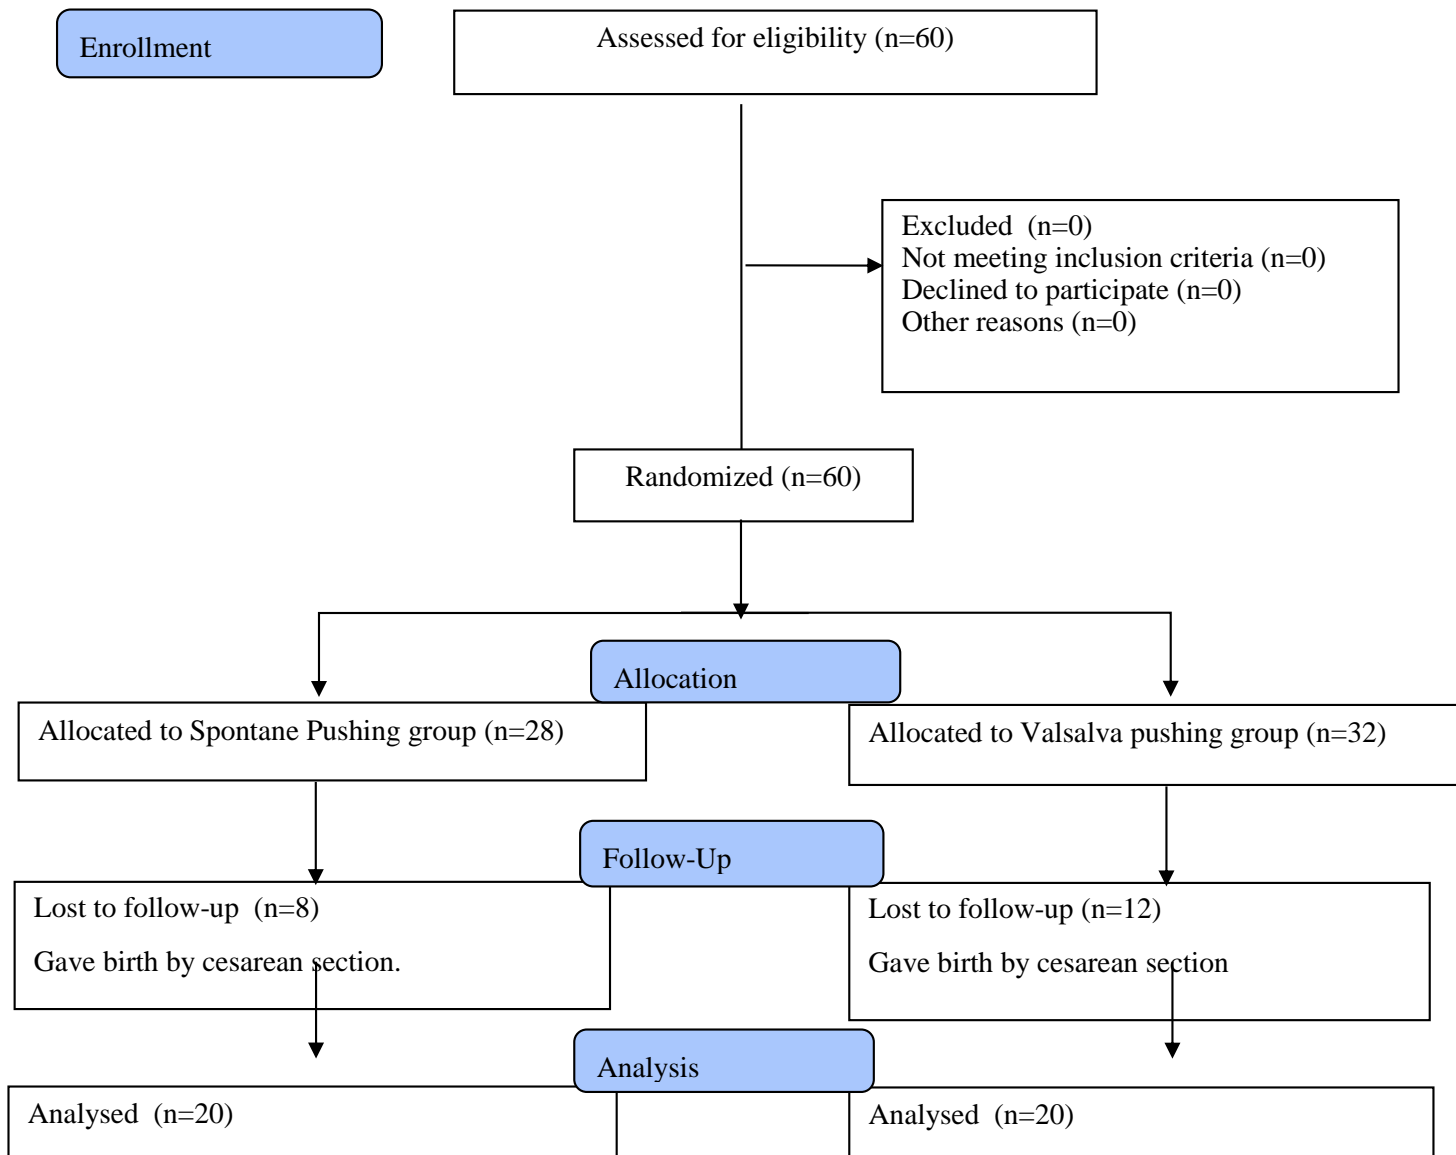 Enrollment
Assessed for eligibility (n=60)
Excluded (n=0)
Not meeting inclusion criteria (n=0)
Declined to participate (n=0)
Other reasons (n=0)
Randomized (n=60)
Allocation
Allocated to Spontane Pushing group (n=28)
Allocated to Valsalva pushing group (n=32)
Follow-Up
Lost to follow-up (n=8)
Gave birth by cesarean section.
Lost to follow-up (n=12)
Gave birth by cesarean section
Analysis
Analysed (n=20)
Analysed (n=20)